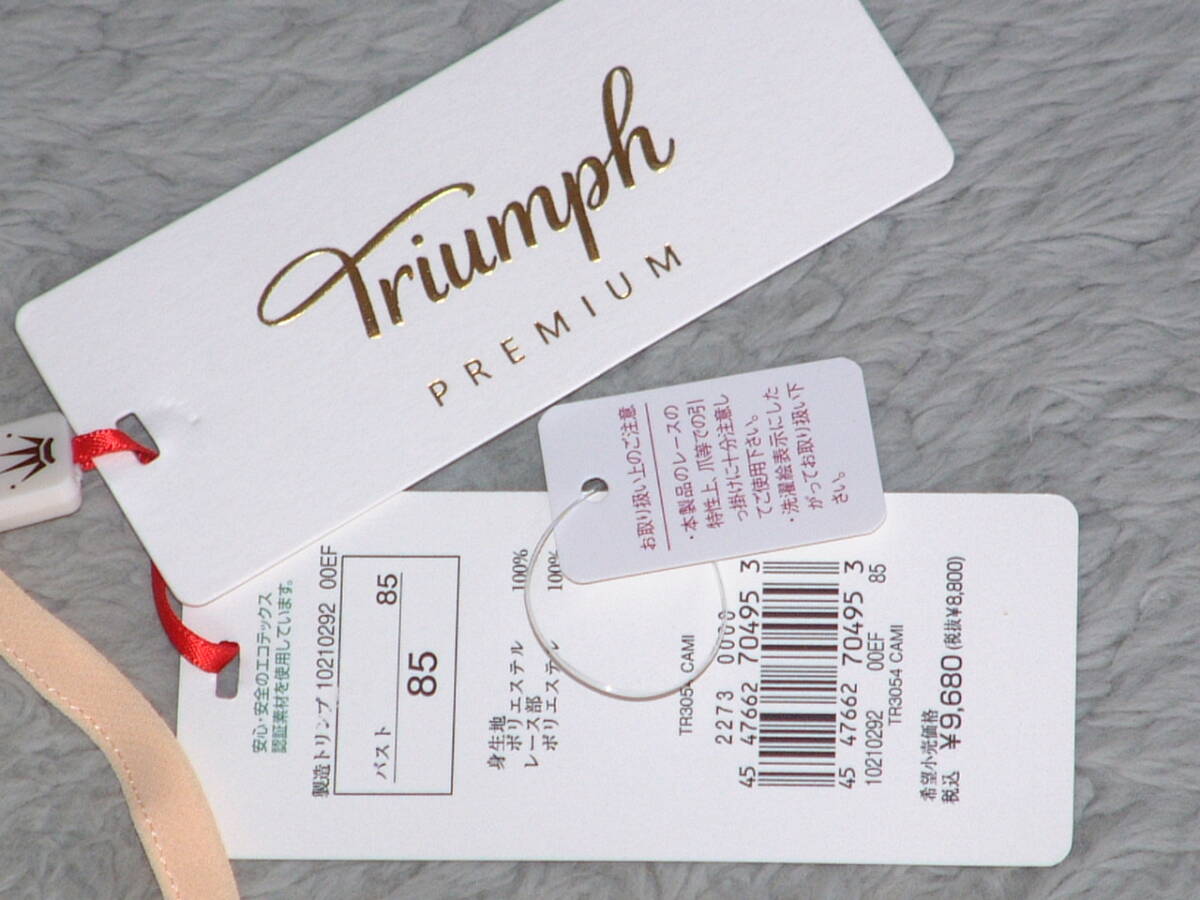 Triumph
PREMIUM
お取り扱い上のご注意
・本製品のレースの
特性上、爪等での引
っ掛けに十分注意し
てご使用下さい。
・洗濯絵表示にした
がってお取り扱い下
さい。
安心・安全のエコテックス
認証素材を使用しています。
製造トリンプ 10210292 00EF
バスト 85
85
身生地
ポリエステル 100%
レース部
ポリエステル 100%
TR3054 CAMI
2273 0000
45 47662 70495 3
45 47662 70495 3
10210292 00EF 85
TR3054 CAMI
希望小売価格
税込 ¥9,680 (税抜¥8,800)